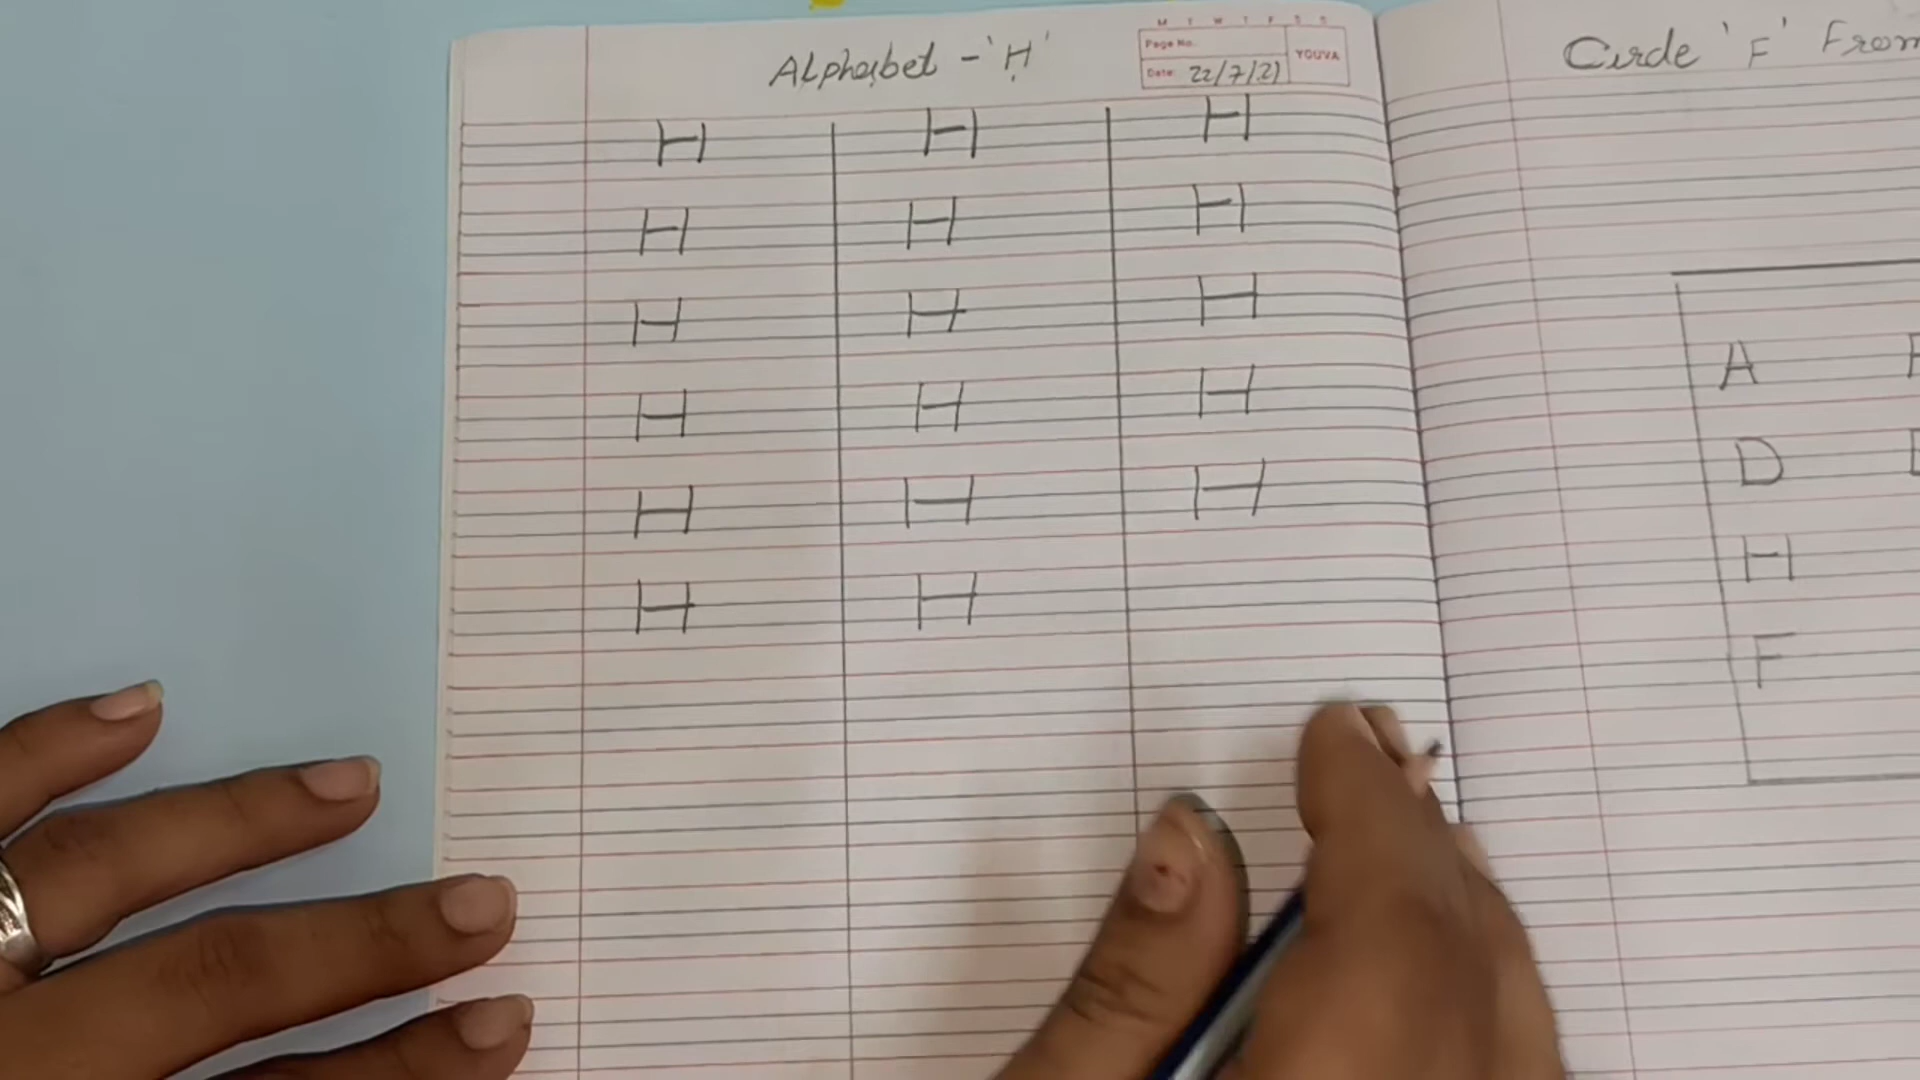 Alphabet - 'H'
M T W T F S S
Page No.
Date: 22/7/21
YOUVA
H H H
H H H
H H H
H H H
H H H
H H
Circle 'F' From
A
D
H
F